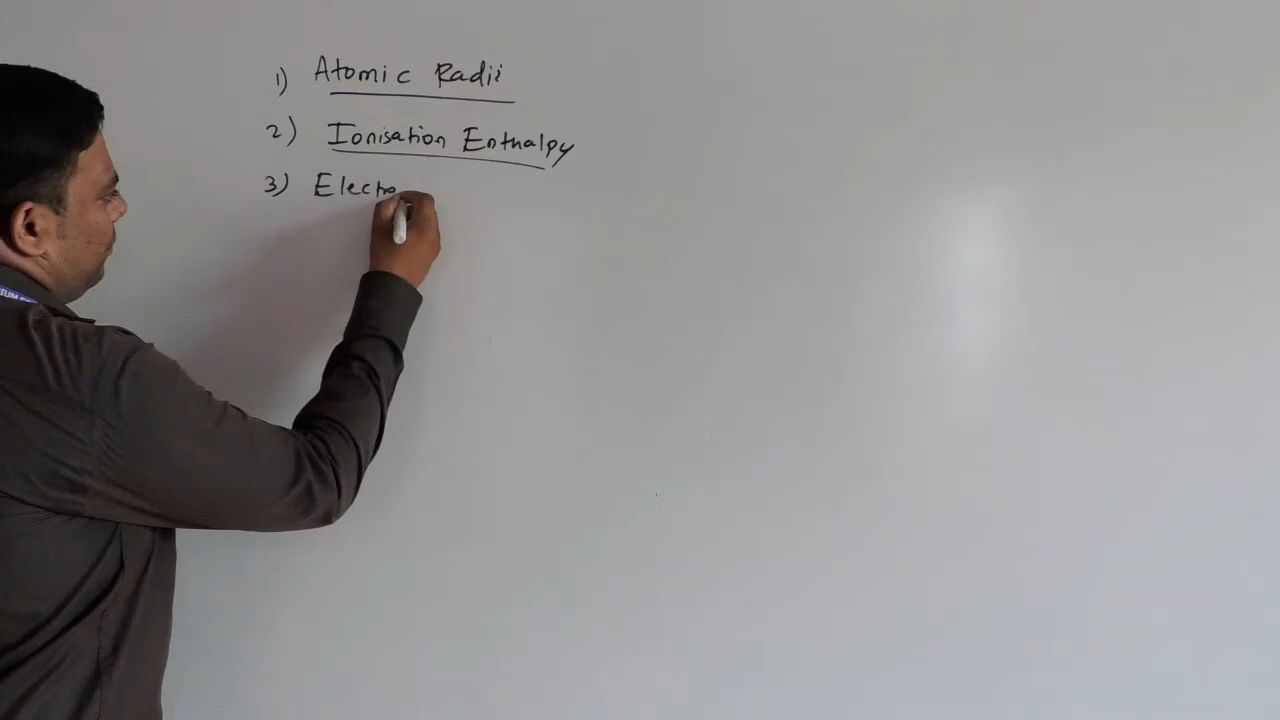 1) Atomic Radii
2) Ionisation Enthalpy
3) Electro